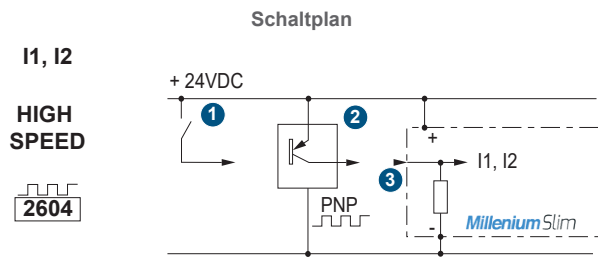 Schaltplan
I1, I2
+ 24VDC
HIGH
SPEED
1
2
+
3
I1, I2
2604
PNP
-
Millenium Slim